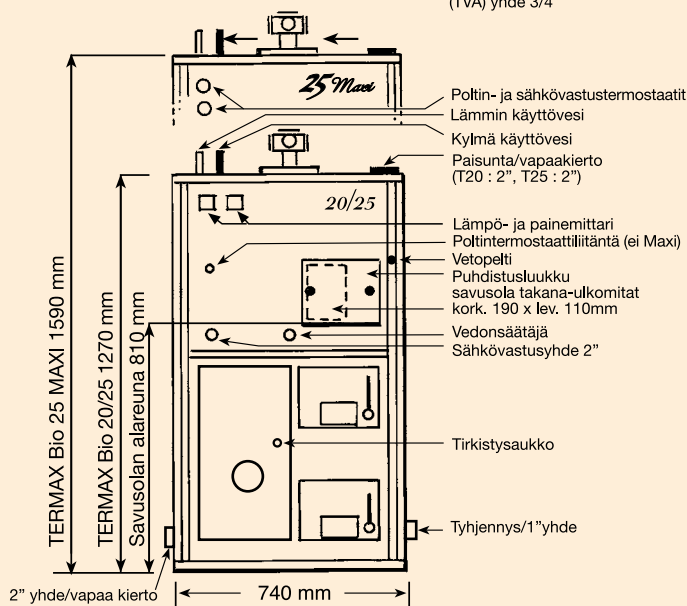 (TVA) yhde 3/4
25 Maxi
Poltin- ja sähkövastustermostaatit
Lämmin käyttövesi
Kylmä käyttövesi
Paisunta/vapaakierto
(T20 : 2”, T25 : 2”)
20/25
Lämpö- ja painemittari
Poltintermostaattiliitäntä (ei Maxi)
Vetopelti
Puhdistusluukku
savusola takana-ulkomitat
kork. 190 x lev. 110mm
Vedonsäätäjä
Sähkövastusyhde 2”
TERMAX Bio 25 MAXI 1590 mm
TERMAX Bio 20/25 1270 mm
Savusolan alareuna 810 mm
Tirkistysaukko
Tyhjennys/1”yhde
2” yhde/vapaa kierto
740 mm